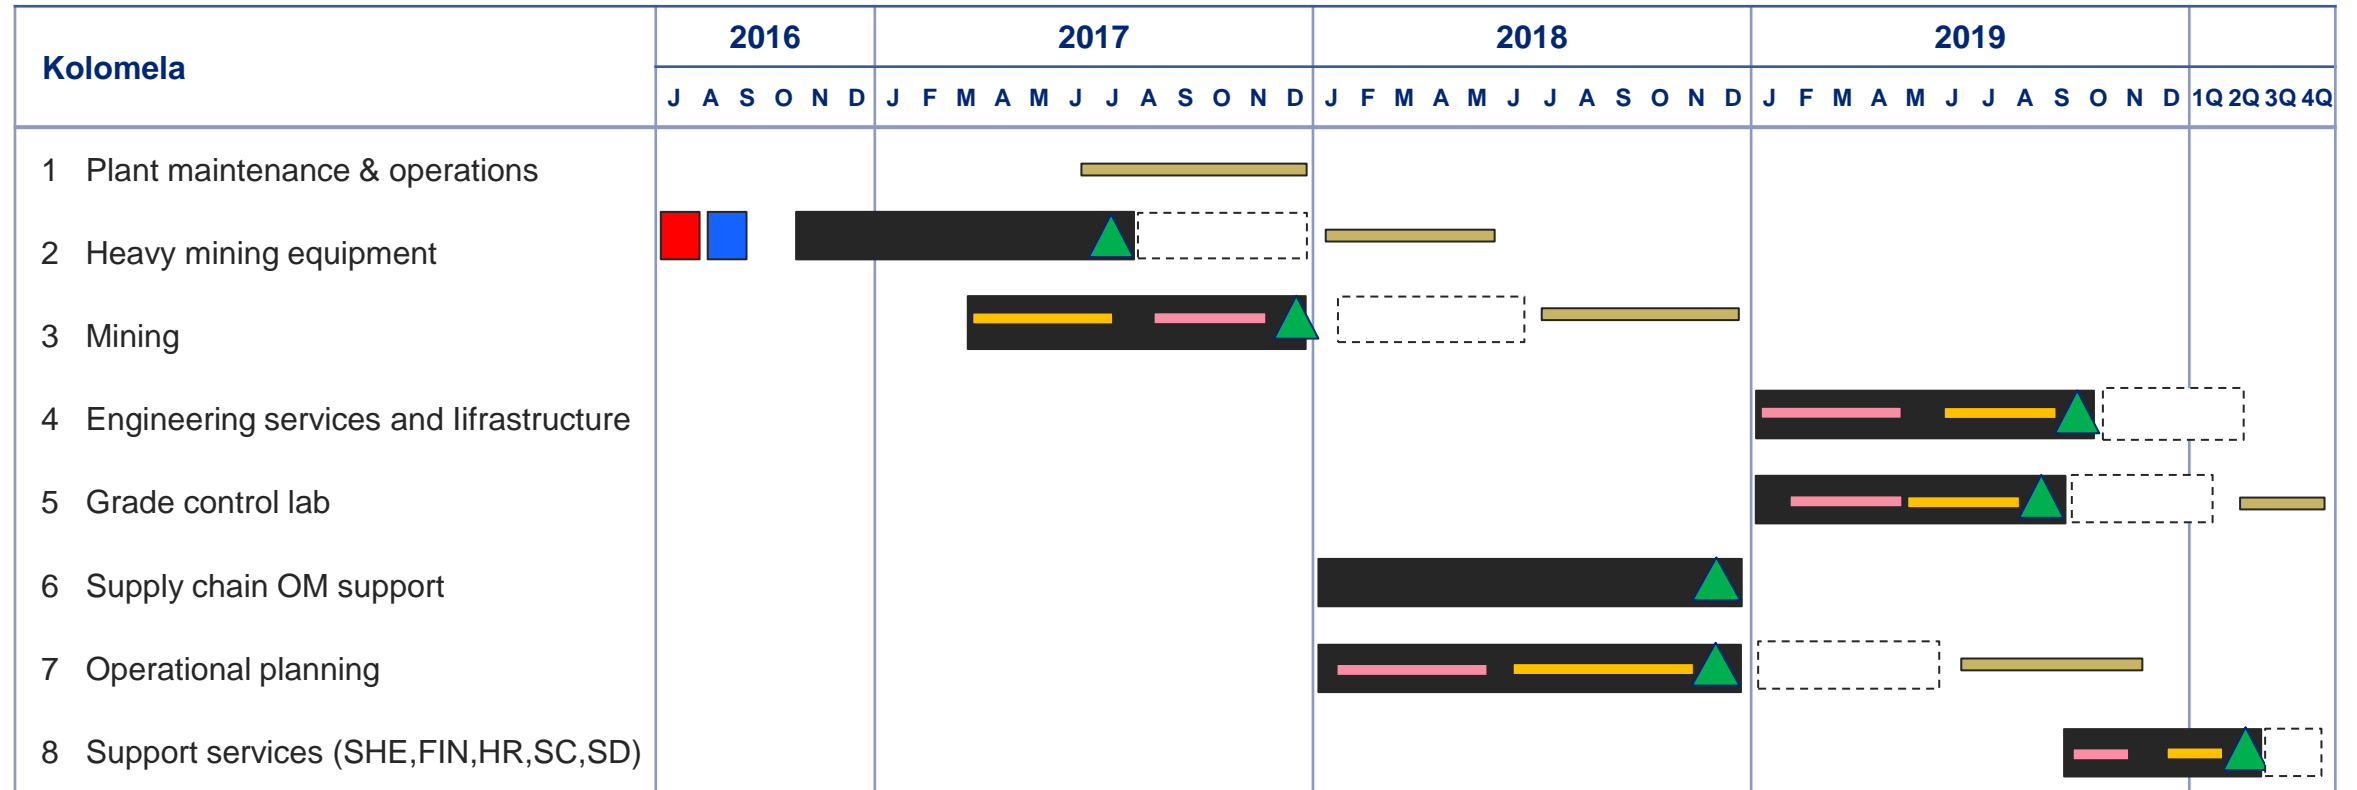 2016 2017 2018 2019
Kolomela
J A S O N D J F M A M J J A S O N D J F M A M J J A S O N D J F M A M J J A S O N D 1Q 2Q 3Q 4Q
1 Plant maintenance & operations
2 Heavy mining equipment
3 Mining
4 Engineering services and Iifrastructure
5 Grade control lab
6 Supply chain OM support
7 Operational planning
8 Support services (SHE,FIN,HR,SC,SD)